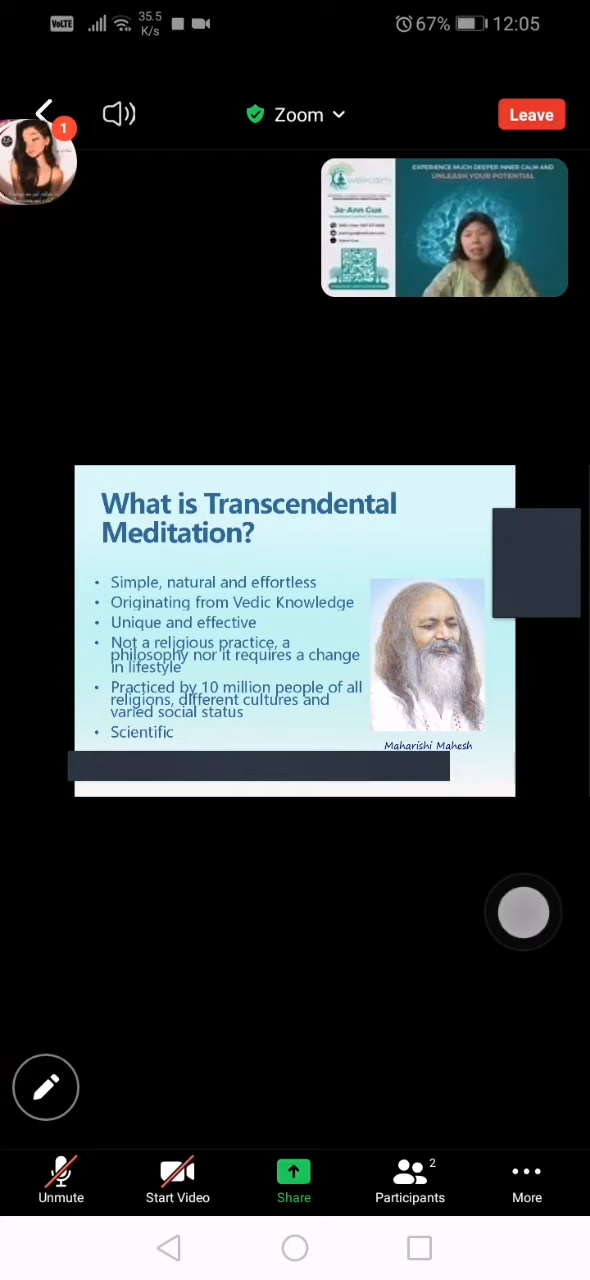 VoLTE
35.5
K/s
67%
12:05
1
Zoom
Leave
EXPERIENCE MUCH DEEPER INNER CALM AND
UNLEASH YOUR POTENTIAL
Jo-Ann Gue
What is Transcendental
Meditation?
• Simple, natural and effortless
• Originating from Vedic Knowledge
• Unique and effective
• Not a religious practice, a
philosophy nor it requires a change
in lifestyle
• Practiced by 10 million people of all
religions, different cultures and
varied social status
• Scientific
Maharishi Mahesh
2
Unmute
Start Video
Share
Participants
More